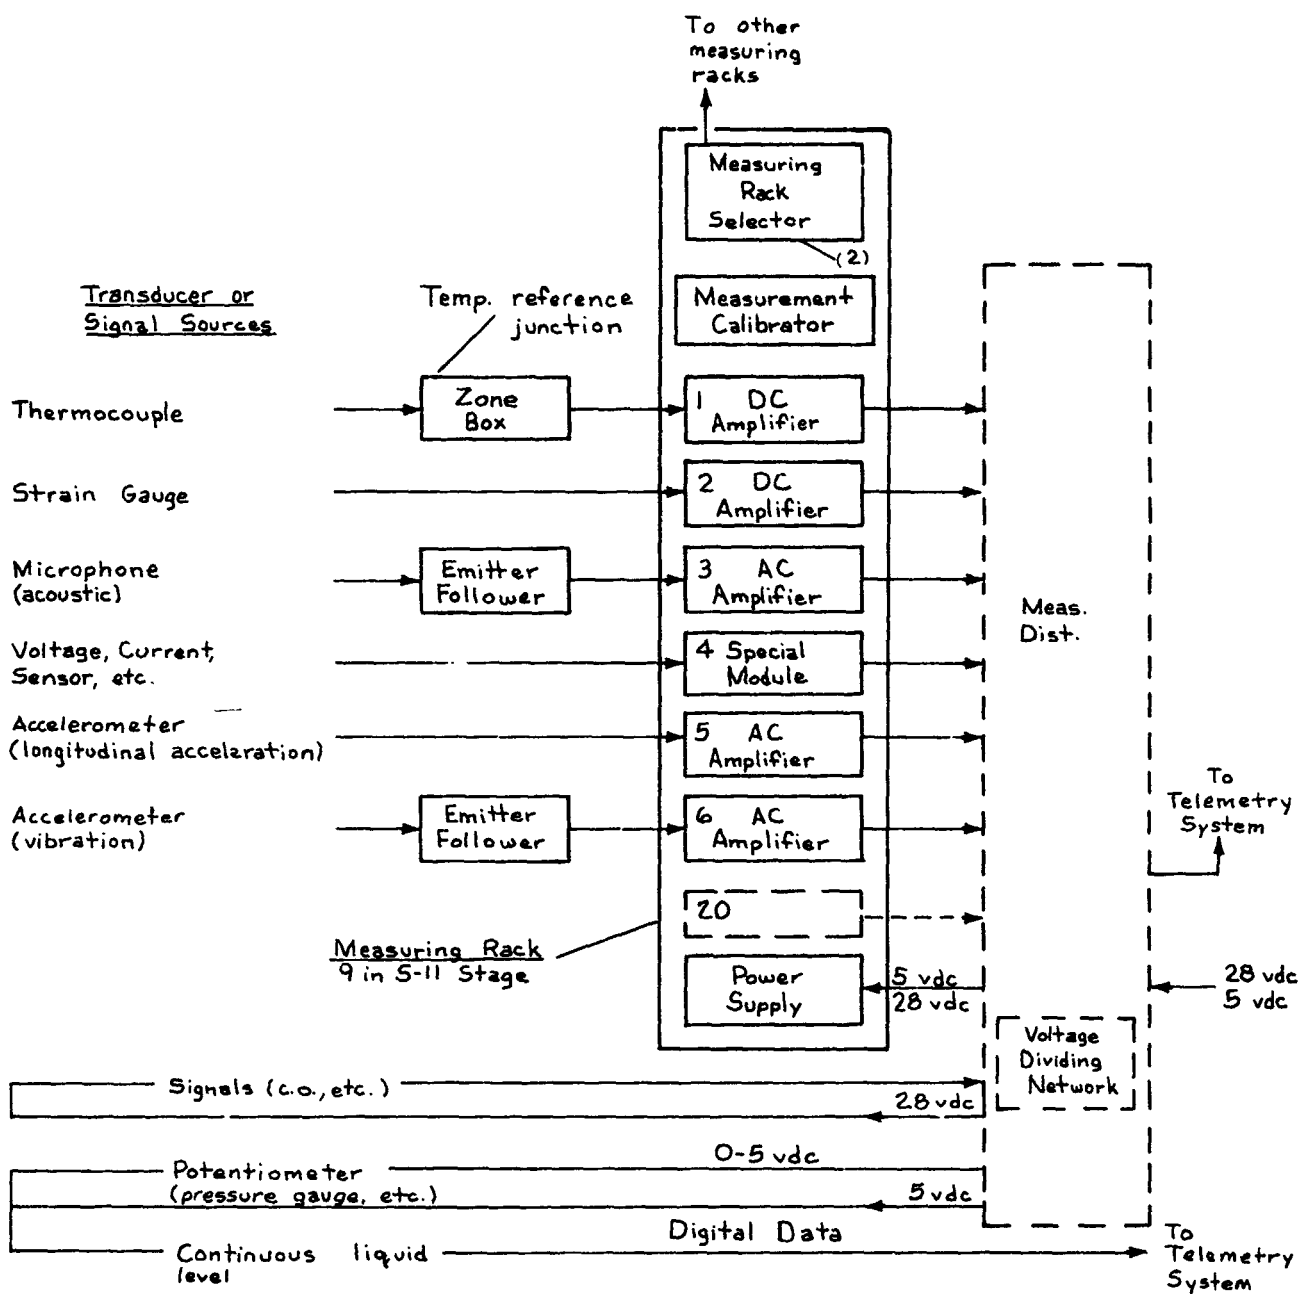 To other
measuring
racks
Measuring
Rack
Selector
(2)
Measurement
Calibrator
Transducer or
Signal Sources
Temp. reference
junction
Thermocouple
Zone
Box
1 DC
Amplifier
Strain Gauge
2 DC
Amplifier
Microphone
(acoustic)
Emitter
Follower
3 AC
Amplifier
Meas.
Dist.
Voltage, Current,
Sensor, etc.
4 Special
Module
Accelerometer
(longitudinal accelaration)
5 AC
Amplifier
Accelerometer
(vibration)
Emitter
Follower
6 AC
Amplifier
To
Telemetry
System
20
Measuring Rack
9 in S-11 Stage
Power
Supply
5 vdc
28 vdc
28 vdc
5 vdc
Voltage
Dividing
Network
Signals (c.o., etc.)
28 vdc
Potentiometer
(pressure gauge, etc.)
0-5 vdc
5 vdc
Digital Data
Continuous liquid
level
To
Telemetry
System